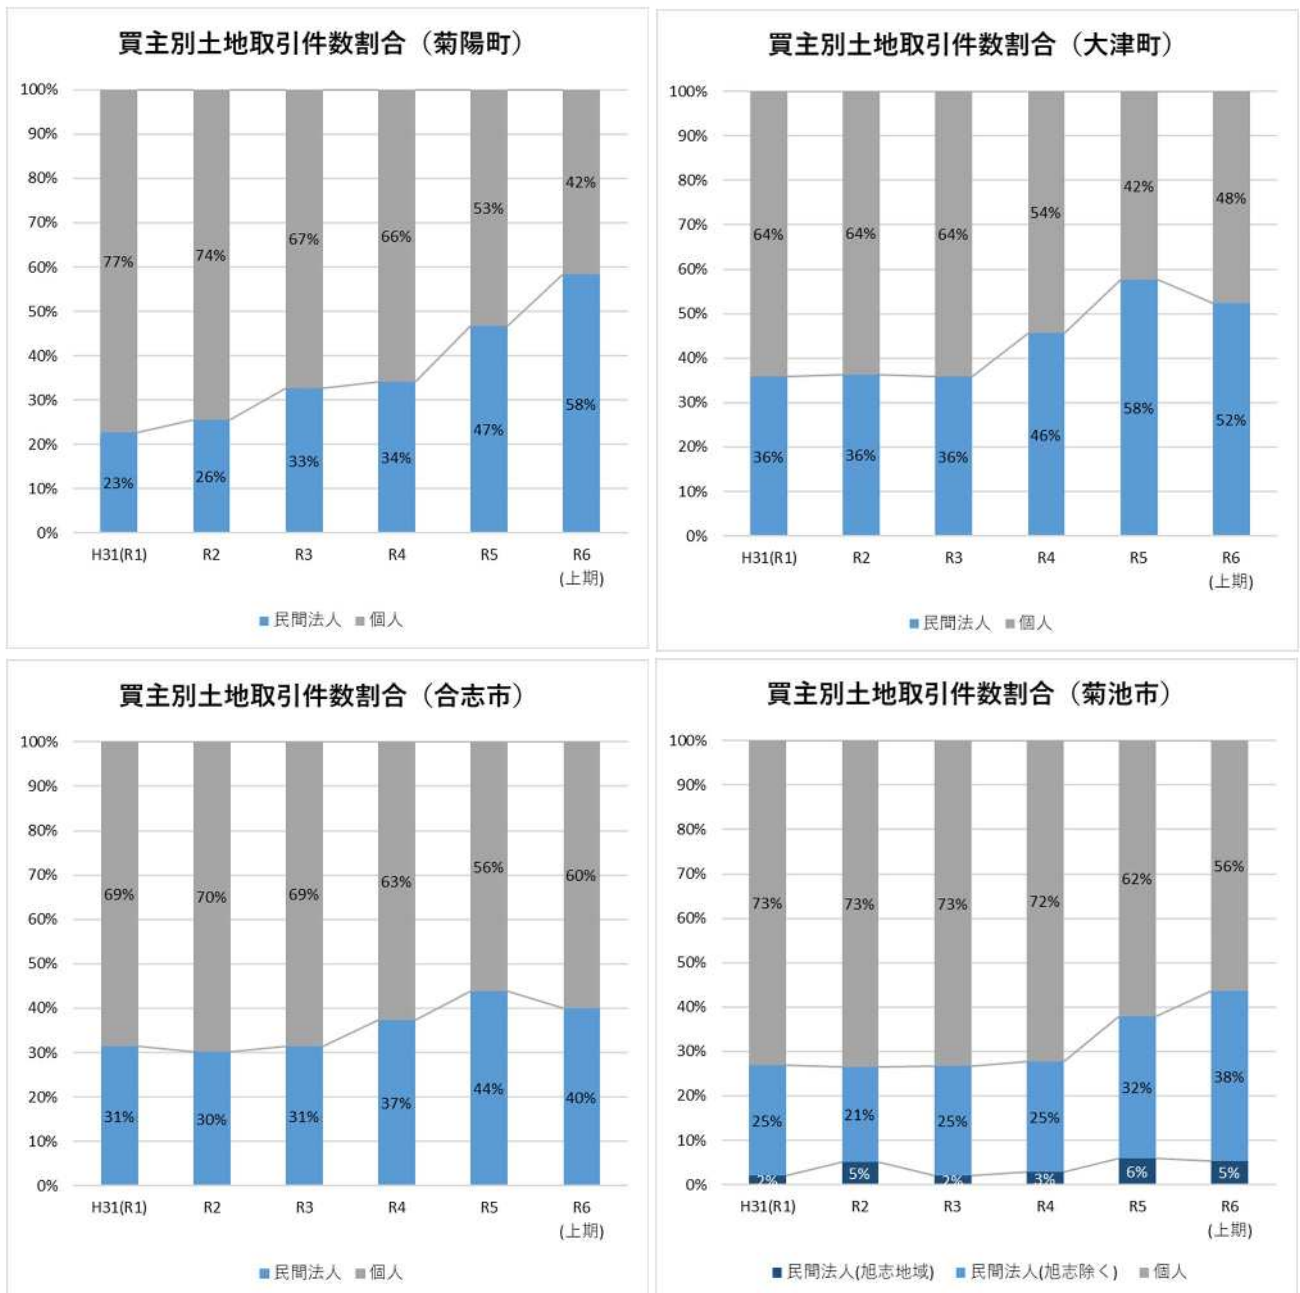 買主別土地取引件数割合（菊陽町）
100%
90%
80%
70%
60%
50%
40%
30%
20%
10%
0%
77% 74% 67% 66% 53% 42%
23% 26% 33% 34% 47% 58%
H31(R1) R2 R3 R4 R5 R6
(上期)
■民間法人 ■個人
買主別土地取引件数割合（大津町）
100%
90%
80%
70%
60%
50%
40%
30%
20%
10%
0%
64% 64% 64% 54% 42% 48%
36% 36% 36% 46% 58% 52%
H31(R1) R2 R3 R4 R5 R6
(上期)
■民間法人 ■個人
買主別土地取引件数割合（合志市）
100%
90%
80%
70%
60%
50%
40%
30%
20%
10%
0%
69% 70% 69% 63% 56% 60%
31% 30% 31% 37% 44% 40%
H31(R1) R2 R3 R4 R5 R6
(上期)
■民間法人 ■個人
買主別土地取引件数割合（菊池市）
100%
90%
80%
70%
60%
50%
40%
30%
20%
10%
0%
73% 73% 73% 72% 62% 56%
25% 21% 25% 25% 32% 38%
2% 5% 2% 3% 6% 5%
H31(R1) R2 R3 R4 R5 R6
(上期)
■民間法人(旭志地域) ■民間法人(旭志除く) ■個人